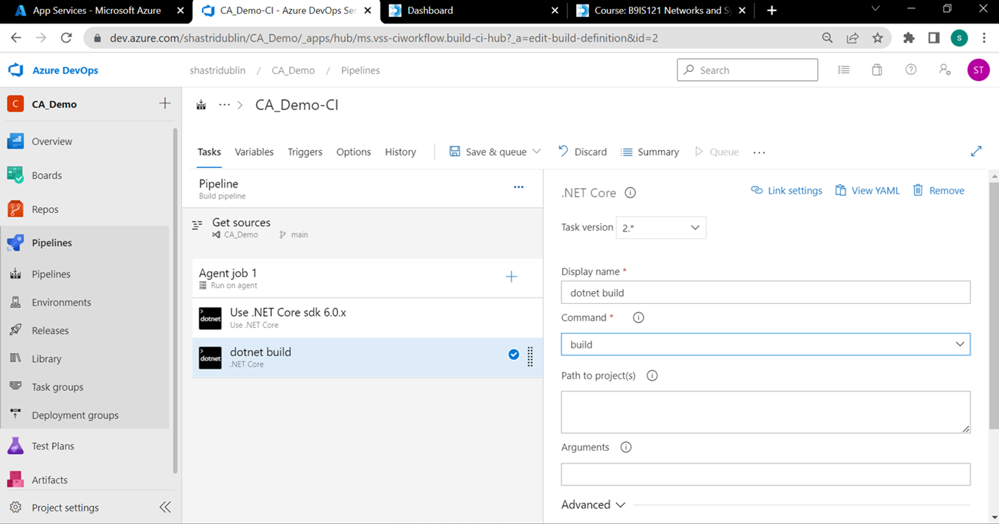 App Services - Microsoft Azure
CA_Demo-CI - Azure DevOps Ser
Dashboard
Course: B9IS121 Networks and Sy
dev.azure.com/shastridublin/CA_Demo/_apps/hub/ms.vss-ciworkflow.build-ci-hub?_a=edit-build-definition&id=2
S
Azure DevOps
shastridublin / CA_Demo / Pipelines
Search
ST
C CA_Demo
Overview
Boards
Repos
Pipelines
Pipelines
Environments
Releases
Library
Task groups
Deployment groups
Test Plans
Artifacts
Project settings
··· > CA_Demo-CI
Tasks Variables Triggers Options History Save & queue Discard Summary Queue ···
Pipeline
Build pipeline
···
Get sources
CA_Demo main
Agent job 1
Run on agent
dotnet
Use .NET Core sdk 6.0.x
Use .NET Core
dotnet
dotnet build
.NET Core
.NET Core
Link settings View YAML Remove
Task version 2.*
Display name *
dotnet build
Command *
build
Path to project(s)
Arguments
Advanced